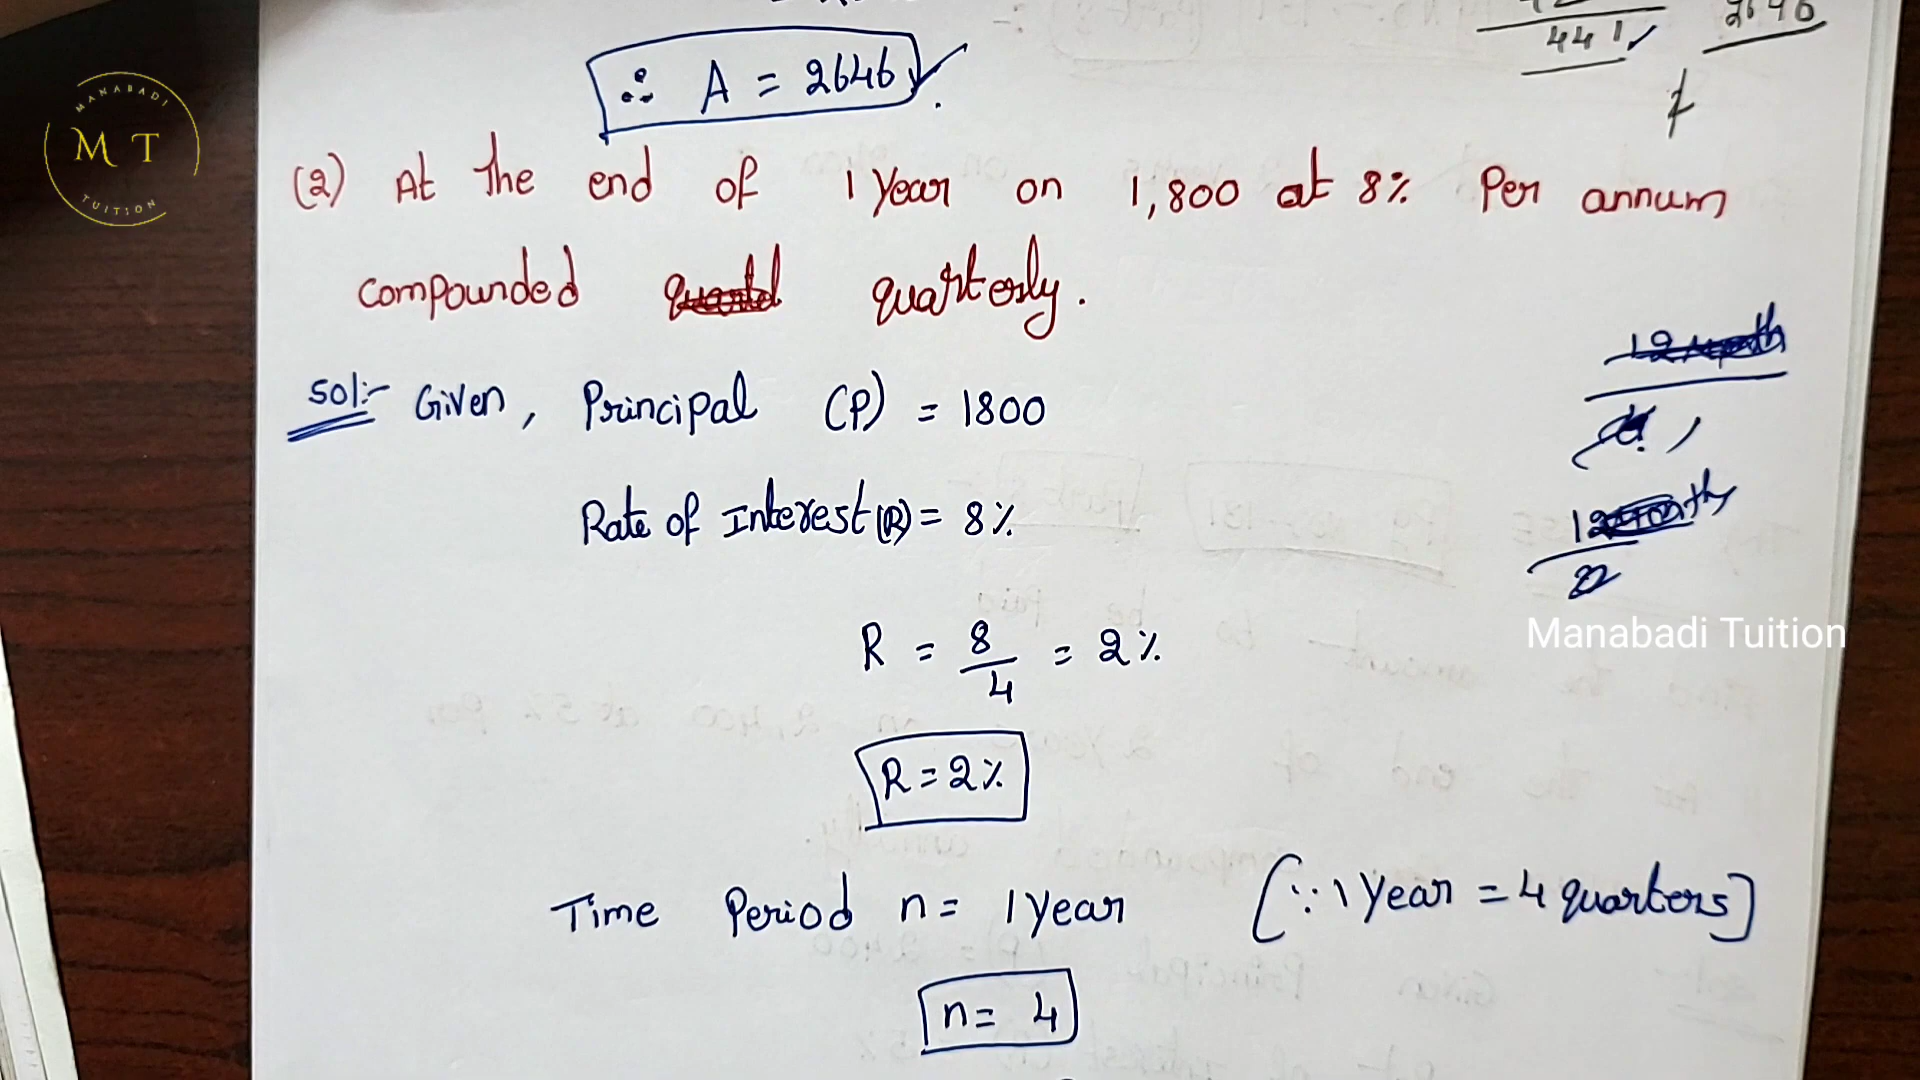 441
2646
∴ A = 2646
MANABADI
M T
TUITION
(2) At the end of 1 Year on 1,800 at 8% Per annum
compounded quarterly.
Sol:- Given, Principal (P) = 1800
Rate of Interest (R) = 8%
Manabadi Tuition
R = 8/4 = 2%
R = 2%
Time Period n = 1 year [∵ 1 Year = 4 quarters]
n = 4